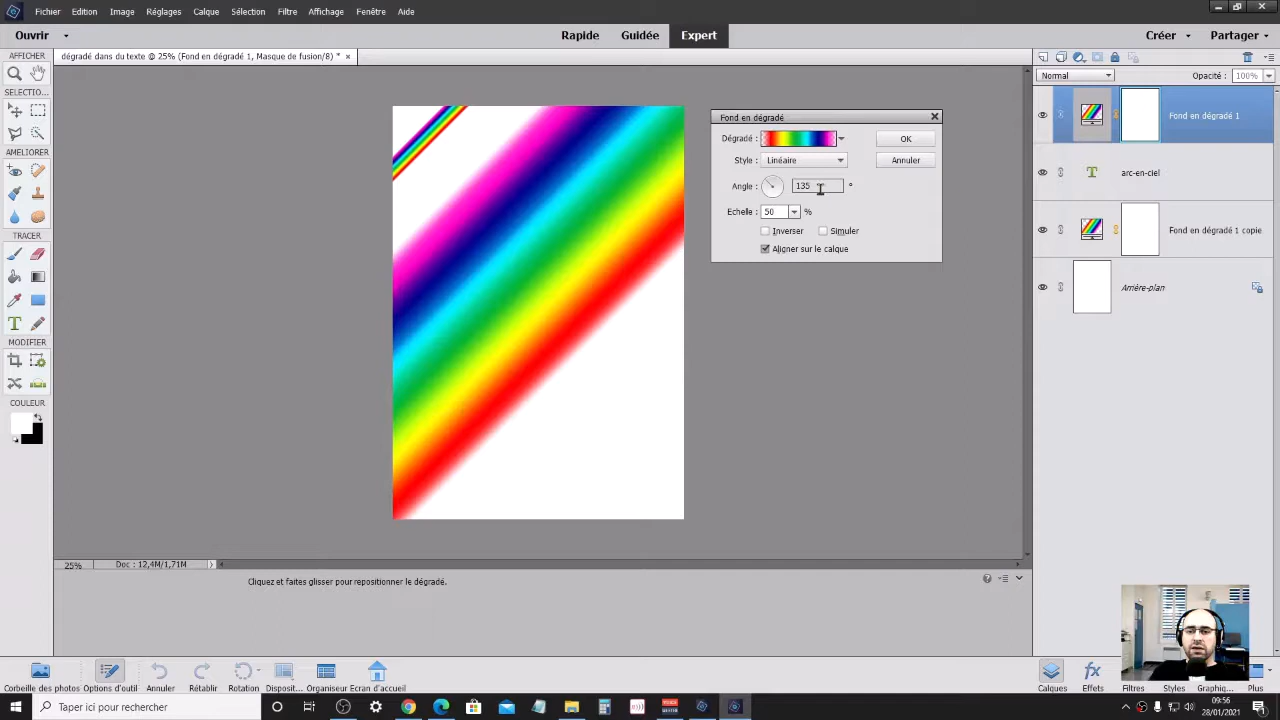 Fichier Edition Image Réglages Calque Sélection Filtre Affichage Fenêtre Aide
Ouvrir Rapide Guidée Expert Créer Partager
AFFICHER
dégradé dans du texte @ 25% (Fond en dégradé 1, Masque de fusion/8) * ×
Normal Opacité : 100%
SELECTIO...
AMELIORER
TRACER
MODIFIER
COULEUR
Fond en dégradé
Dégradé :
OK
Style : Linéaire
Annuler
Angle : 135 °
Echelle : 50 %
Inverser Simuler
Aligner sur le calque
Fond en dégradé 1
T arc-en-ciel
Fond en dégradé 1 copie
Arrière-plan
25% Doc : 12,4M/1,71M
Cliquez et faites glisser pour repositionner le dégradé.
Corbeille des photos Options d'outil Annuler Rétablir Rotation Disposit... Organiseur Ecran d'accueil
fx
Calques Effets Filtres Styles Graphiq... Plus
Taper ici pour rechercher
09:56
28/01/2021